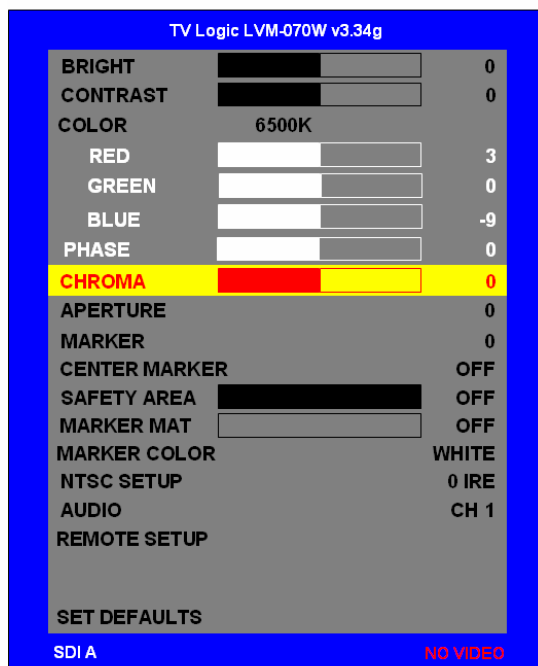 TV Logic LVM-070W v3.34g
BRIGHT 0
CONTRAST 0
COLOR 6500K
RED 3
GREEN 0
BLUE -9
PHASE 0
CHROMA 0
APERTURE 0
MARKER 0
CENTER MARKER OFF
SAFETY AREA OFF
MARKER MAT OFF
MARKER COLOR WHITE
NTSC SETUP 0 IRE
AUDIO CH 1
REMOTE SETUP
SET DEFAULTS
SDI A NO VIDEO